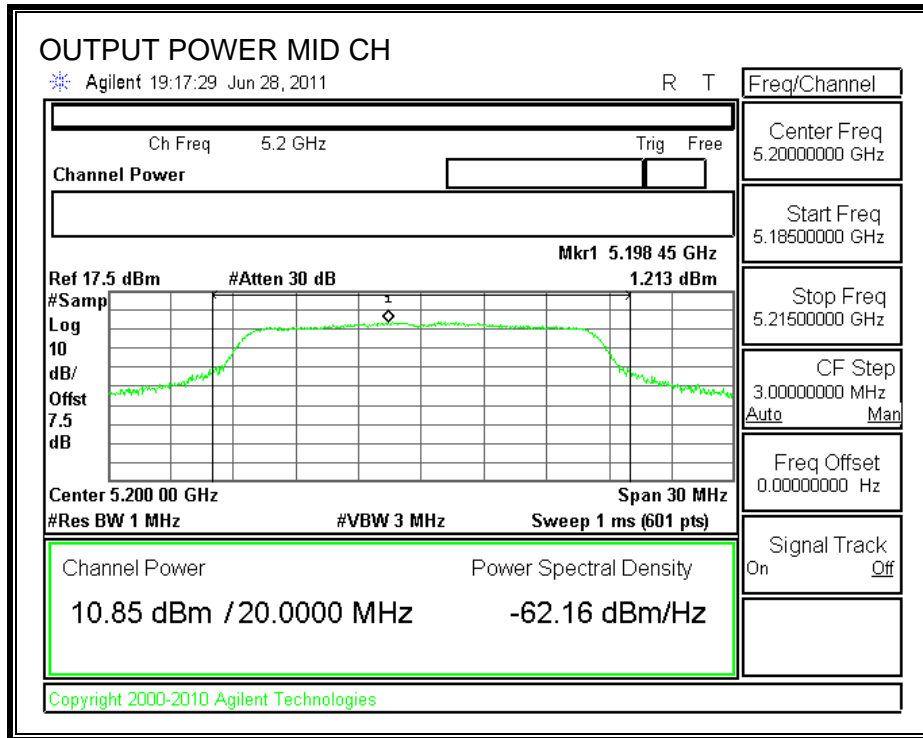 OUTPUT POWER MID CH
Agilent 19:17:29 Jun 28, 2011 R T
Freq/Channel
Ch Freq 5.2 GHz Trig Free
Channel Power
Center Freq
5.20000000 GHz
Start Freq
5.18500000 GHz
Stop Freq
5.21500000 GHz
CF Step
3.00000000 MHz
Auto Man
Freq Offset
0.00000000 Hz
Signal Track
On Off
Mkr1 5.198 45 GHz
Ref 17.5 dBm #Atten 30 dB 1.213 dBm
#Samp
Log
10
dB/
Offst
7.5
dB
1
Center 5.200 00 GHz Span 30 MHz
#Res BW 1 MHz #VBW 3 MHz Sweep 1 ms (601 pts)
Channel Power Power Spectral Density
10.85 dBm / 20.0000 MHz -62.16 dBm/Hz
Copyright 2000-2010 Agilent Technologies